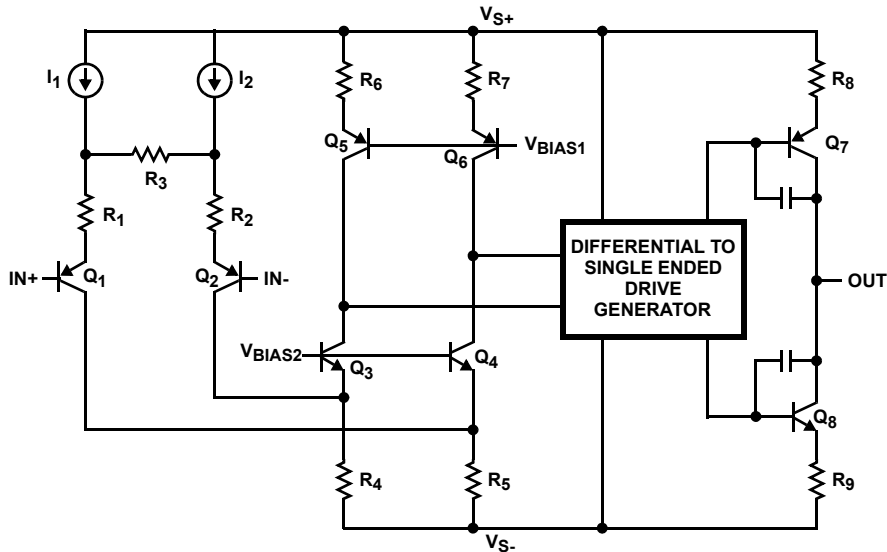 VS+
I1
I2
R6
R7
R8
Q5
Q6
VBIAS1
Q7
R3
R1
R2
DIFFERENTIAL TO
SINGLE ENDED
DRIVE
GENERATOR
IN+
Q1
Q2
IN-
OUT
VBIAS2
Q3
Q4
Q8
R4
R5
R9
VS-